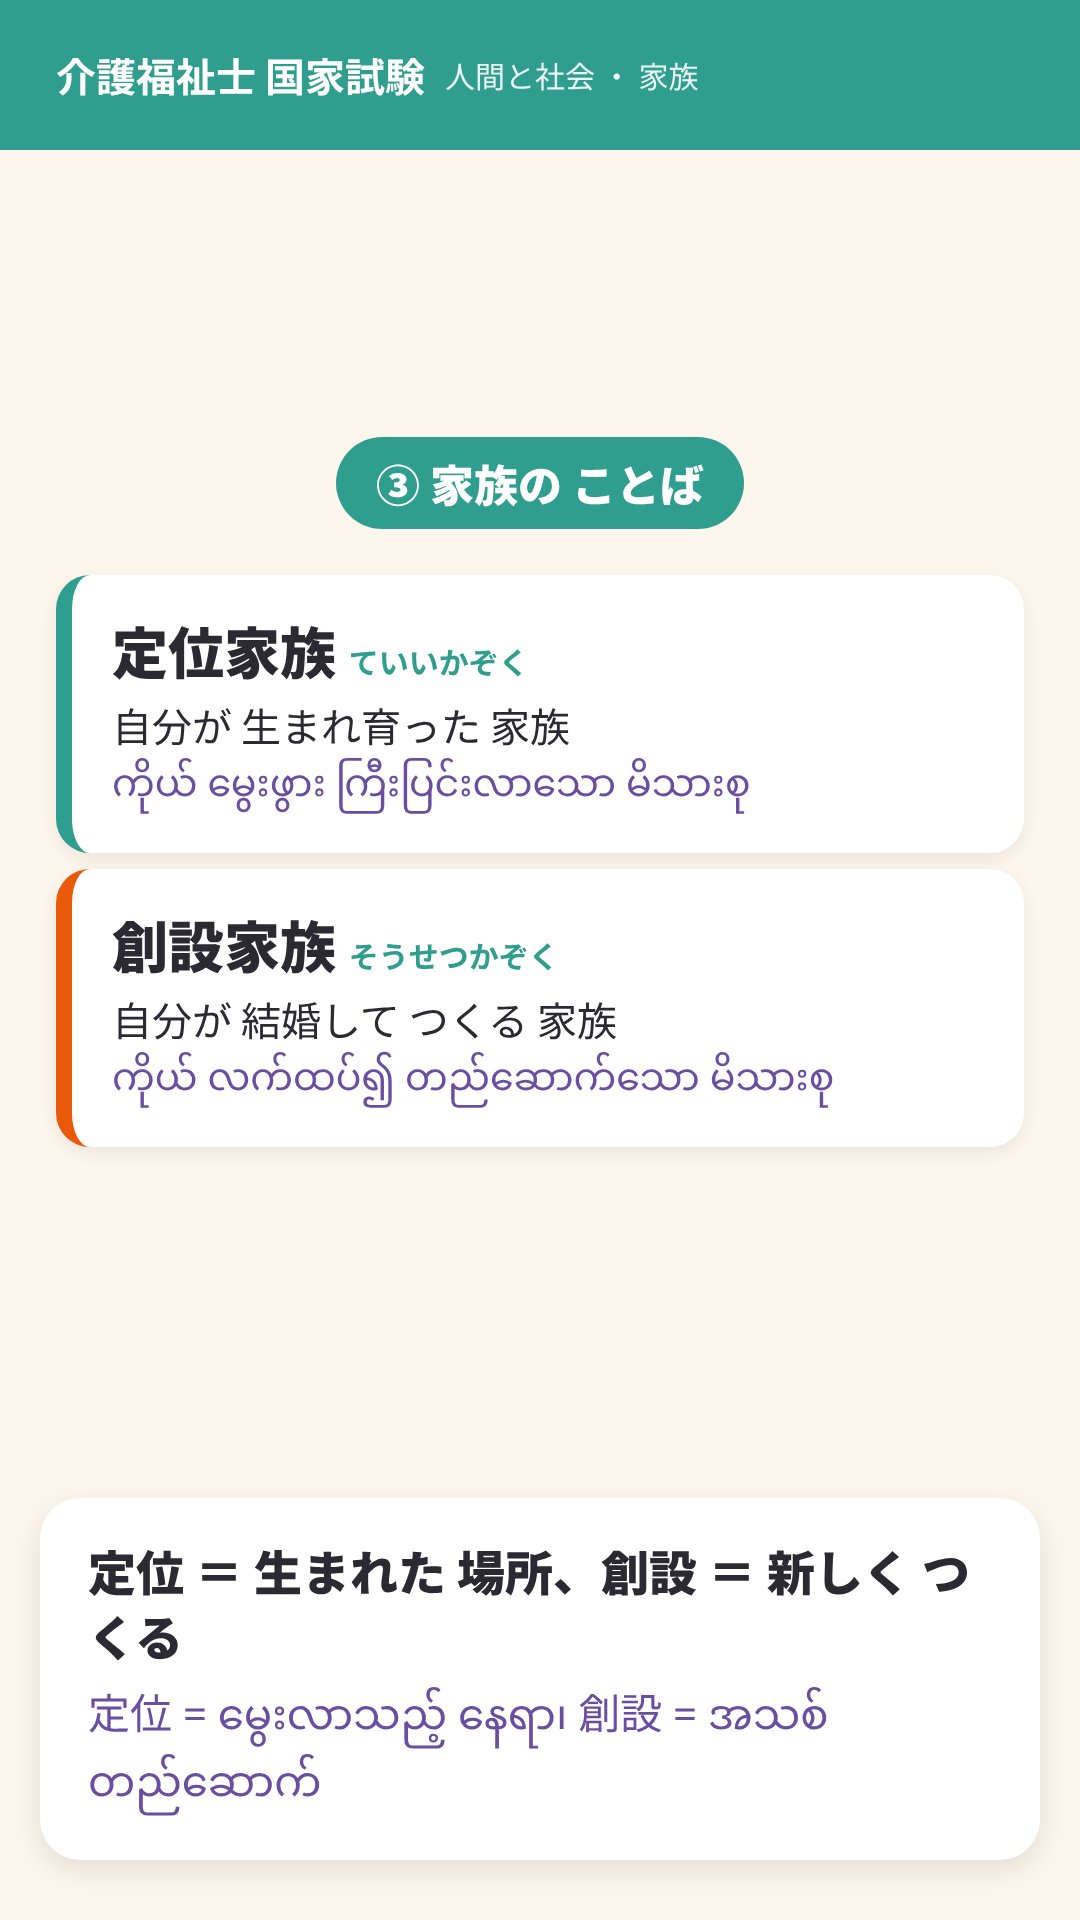 介護福祉士 国家試験 人間と社会 ・ 家族
③ 家族の ことば
定位家族 ていいかぞく
自分が 生まれ育った 家族
ကိုယ် မွေးဖွား ကြီးပြင်းလာသော မိသားစု
創設家族 そうせつかぞく
自分が 結婚して つくる 家族
ကိုယ် လက်ထပ်၍ တည်ဆောက်သော မိသားစု
定位 ＝ 生まれた 場所、創設 ＝ 新しく つ
くる
定位 = မွေးလာသည့် နေရာ၊ 創設 = အသစ်
တည်ဆောက်